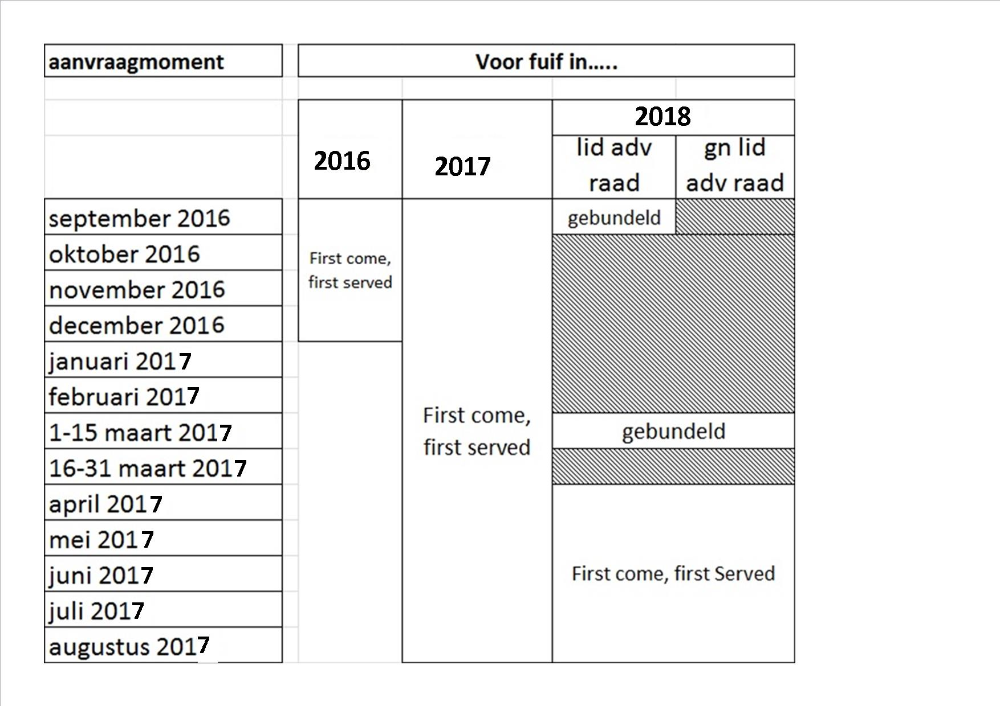 aanvraagmoment
Voor fuif in.....
2016
2017
2018
lid adv
raad
gn lid
adv raad
september 2016
gebundeld
oktober 2016
november 2016
december 2016
First come,
first served
januari 2017
februari 2017
1-15 maart 2017
gebundeld
16-31 maart 2017
First come,
first served
april 2017
mei 2017
juni 2017
First come, first Served
juli 2017
augustus 2017